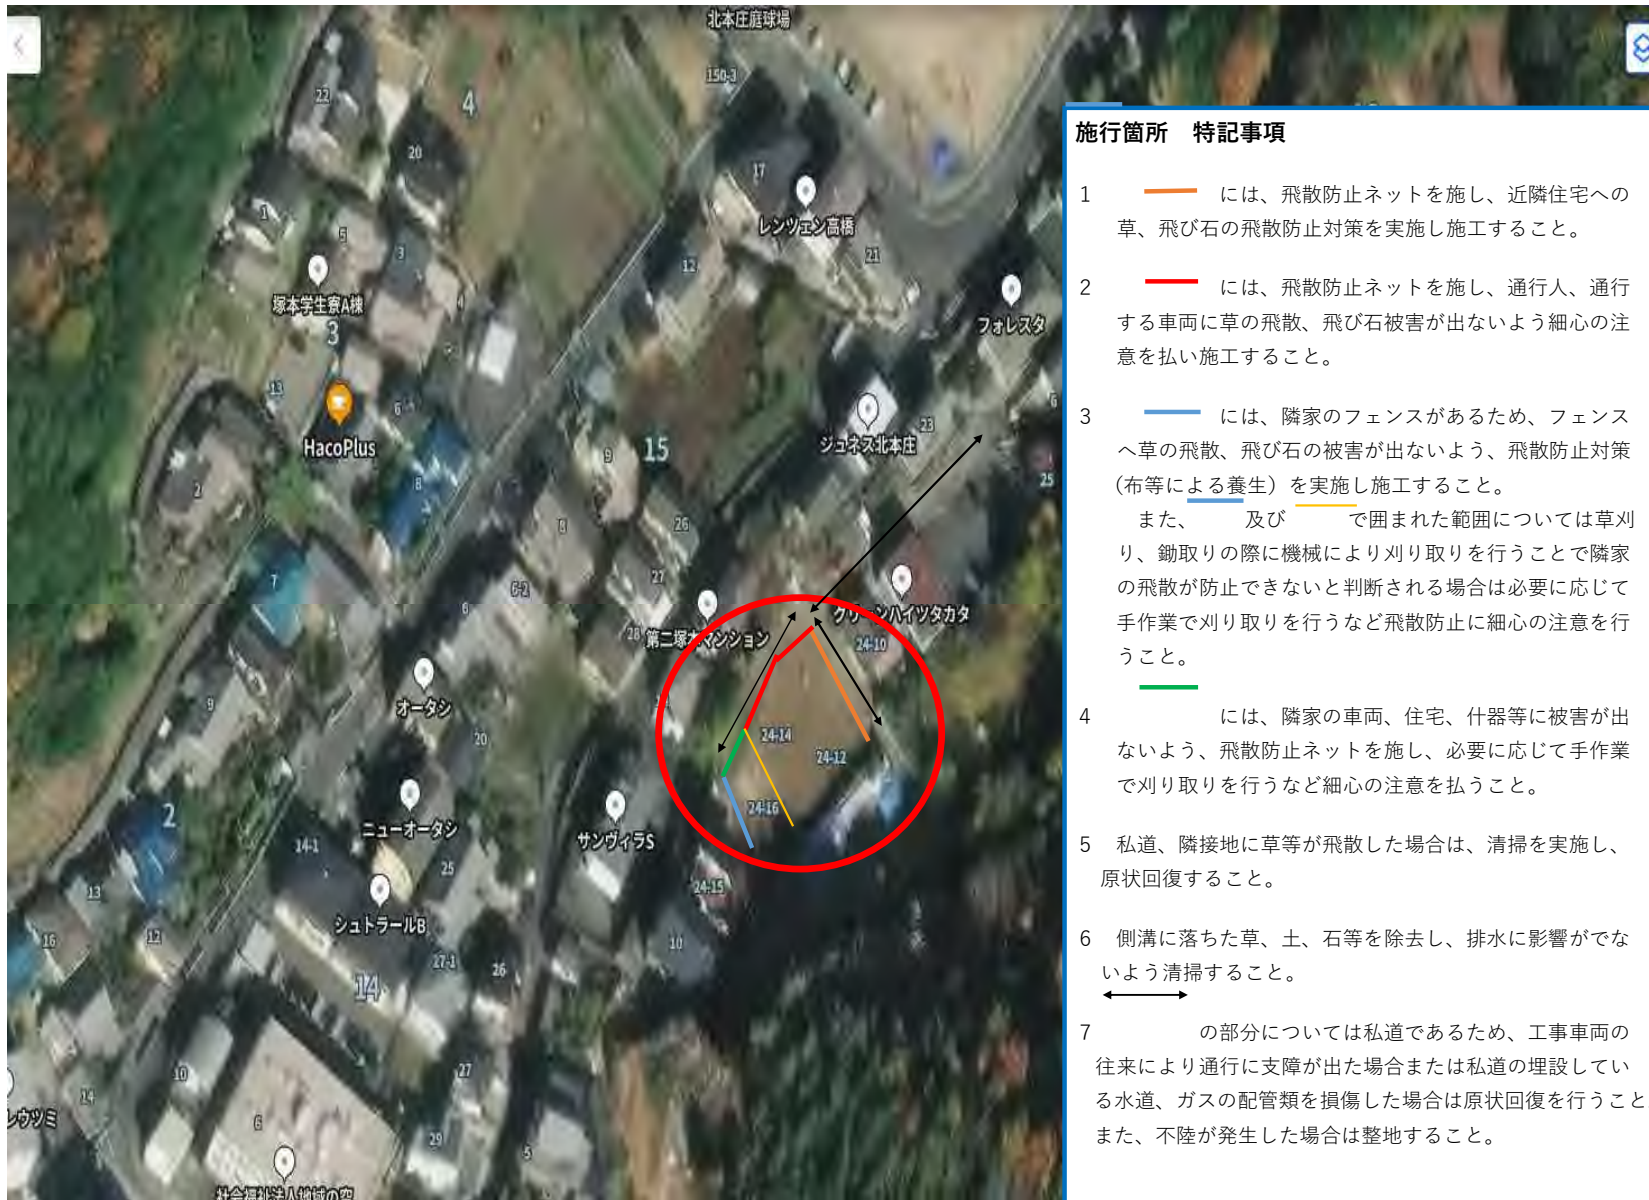 北本庄庭球場
150-3
22
4
20
17
レンツェン高橋
1
5
3
12
21
塚本学生寮A棟
4
フォレスタ
3
13
6
HacoPlus
ジュネス北本庄
23
9
15
2
8
25
26
8
7
27
6-2
6
28
第二塚本マンション
グリーンハイツタカタ
24-10
オータシ
9
20
24-14
24-12
24-16
2
ニューオータシ
サンヴィラS
14-1
25
13
24-15
シュトラールB
16
12
10
27-1
26
14
10
27
14
レウツミ
6
29
5
社会福祉法人地域の空
施行箇所 特記事項
1 には、飛散防止ネットを施し、近隣住宅への
草、飛び石の飛散防止対策を実施し施工すること。
2 には、飛散防止ネットを施し、通行人、通行
する車両に草の飛散、飛び石被害が出ないよう細心の注
意を払い施工すること。
3 には、隣家のフェンスがあるため、フェンス
へ草の飛散、飛び石の被害が出ないよう、飛散防止対策
(布等による養生)を実施し施工すること。
また、 及び で囲まれた範囲については草刈
り、鋤取りの際に機械により刈り取りを行うことで隣家
の飛散が防止できないと判断される場合は必要に応じて
手作業で刈り取りを行うなど飛散防止に細心の注意を行
うこと。
4 には、隣家の車両、住宅、什器等に被害が出
ないよう、飛散防止ネットを施し、必要に応じて手作業
で刈り取りを行うなど細心の注意を払うこと。
5 私道、隣接地に草等が飛散した場合は、清掃を実施し、
原状回復すること。
6 側溝に落ちた草、土、石等を除去し、排水に影響がでな
いよう清掃すること。
7 の部分については私道であるため、工事車両の
往来により通行に支障が出た場合または私道の埋設してい
る水道、ガスの配管類を損傷した場合は原状回復を行うこと
また、不陸が発生した場合は整地すること。